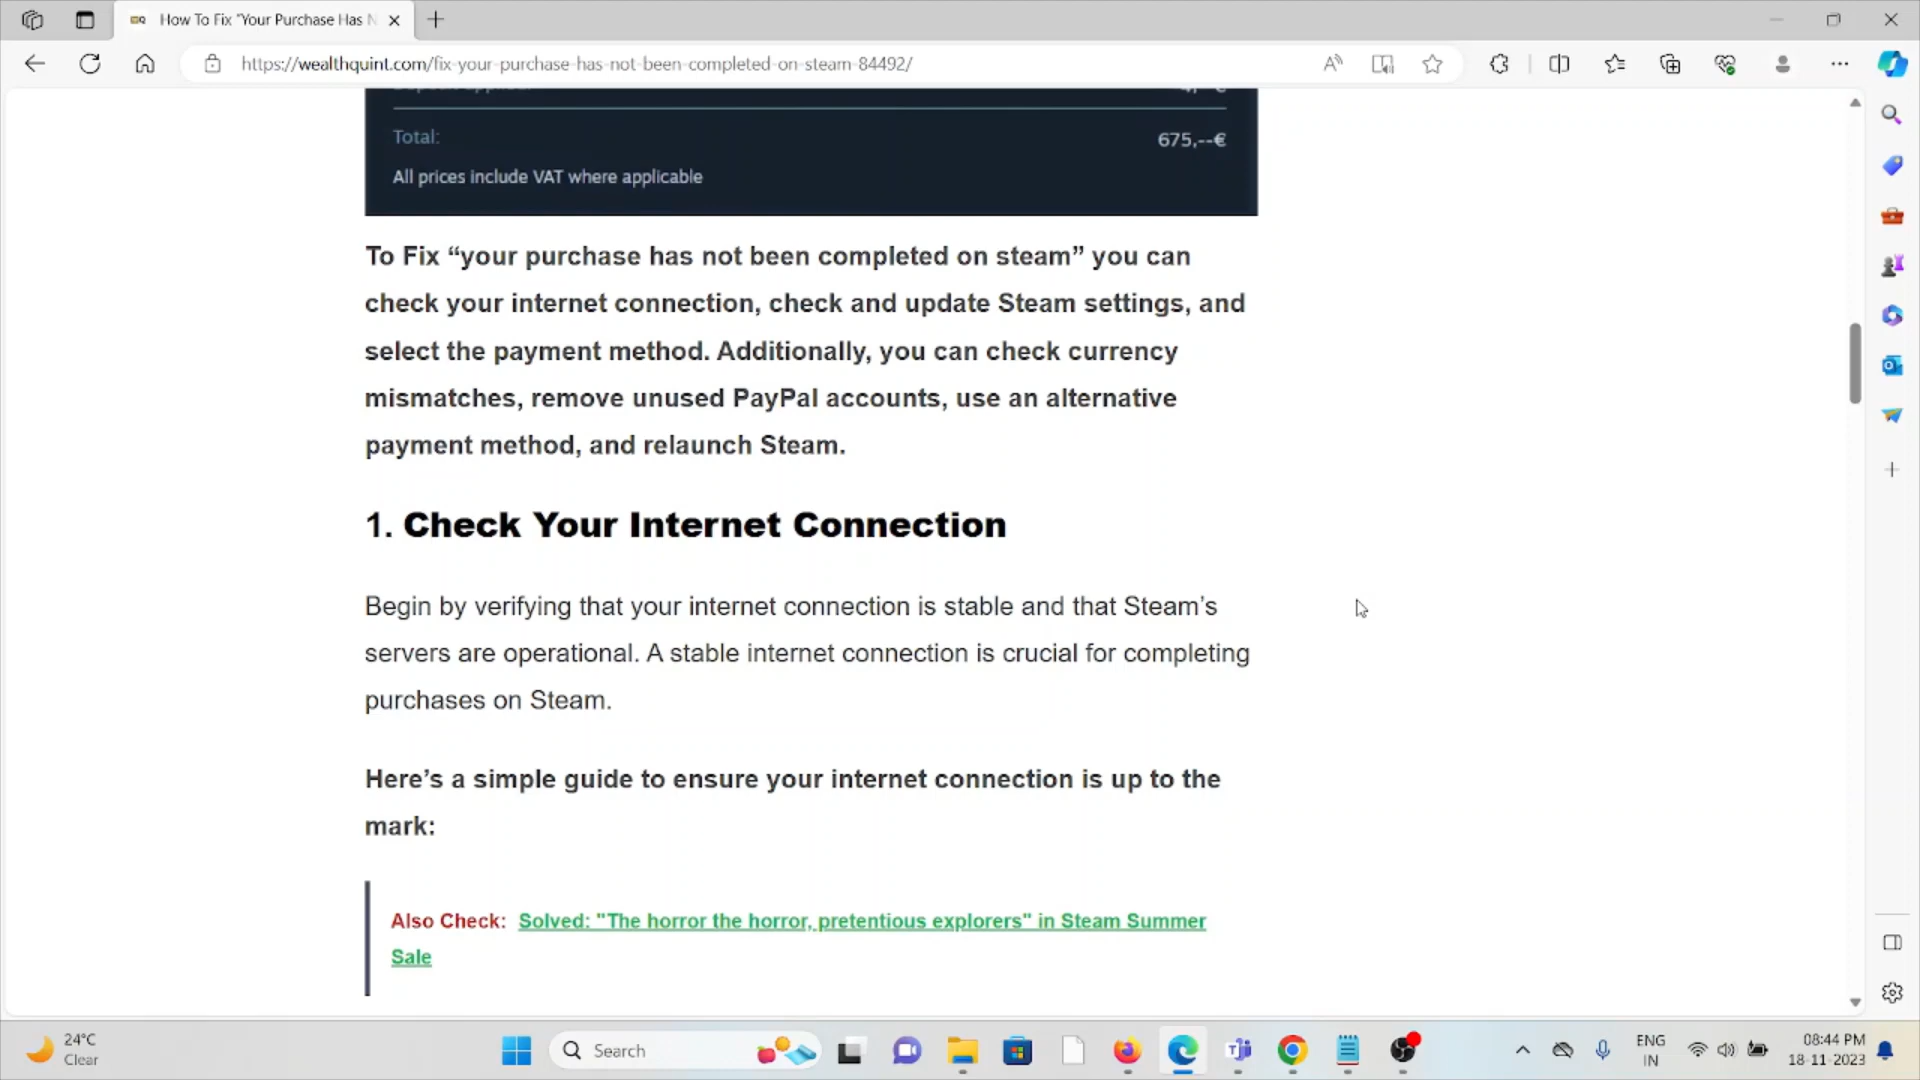 How To Fix "Your Purchase Has N
https://wealthquint.com/fix-your-purchase-has-not-been-completed-on-steam-84492/
Total:
675,--€
All prices include VAT where applicable
To Fix “your purchase has not been completed on steam” you can
check your internet connection, check and update Steam settings, and
select the payment method. Additionally, you can check currency
mismatches, remove unused PayPal accounts, use an alternative
payment method, and relaunch Steam.
1. Check Your Internet Connection
Begin by verifying that your internet connection is stable and that Steam’s
servers are operational. A stable internet connection is crucial for completing
purchases on Steam.
Here’s a simple guide to ensure your internet connection is up to the
mark:
Also Check: Solved: "The horror the horror, pretentious explorers" in Steam Summer
Sale
24°C
Clear
Search
ENG
IN
08:44 PM
18-11-2023